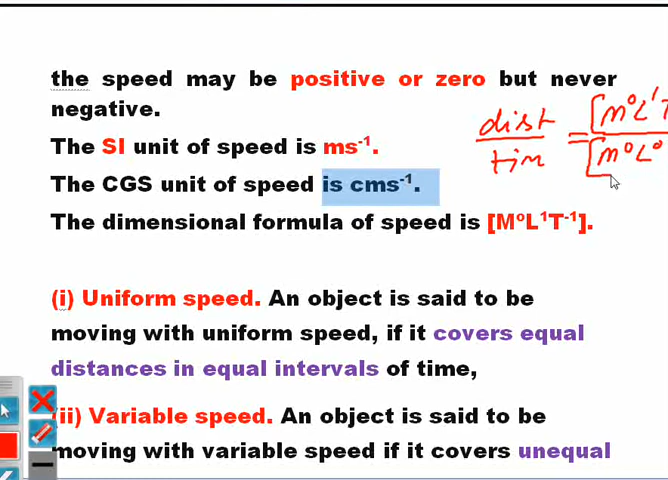 the speed may be positive or zero but never
negative.
The SI unit of speed is ms⁻¹.
The CGS unit of speed is cms⁻¹.
The dimensional formula of speed is [M⁰L¹T⁻¹].
dist
tim
= [M⁰L¹T
[M⁰L⁰
(i) Uniform speed. An object is said to be
moving with uniform speed, if it covers equal
distances in equal intervals of time,
(ii) Variable speed. An object is said to be
moving with variable speed if it covers unequal